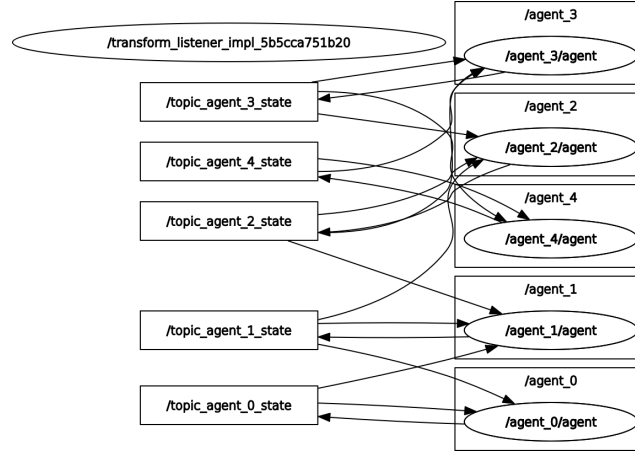 /agent_3
/transform_listener_impl_5b5cca751b20
/agent_3/agent
/topic_agent_3_state
/agent_2
/agent_2/agent
/topic_agent_4_state
/agent_4
/topic_agent_2_state
/agent_4/agent
/agent_1
/topic_agent_1_state
/agent_1/agent
/agent_0
/topic_agent_0_state
/agent_0/agent